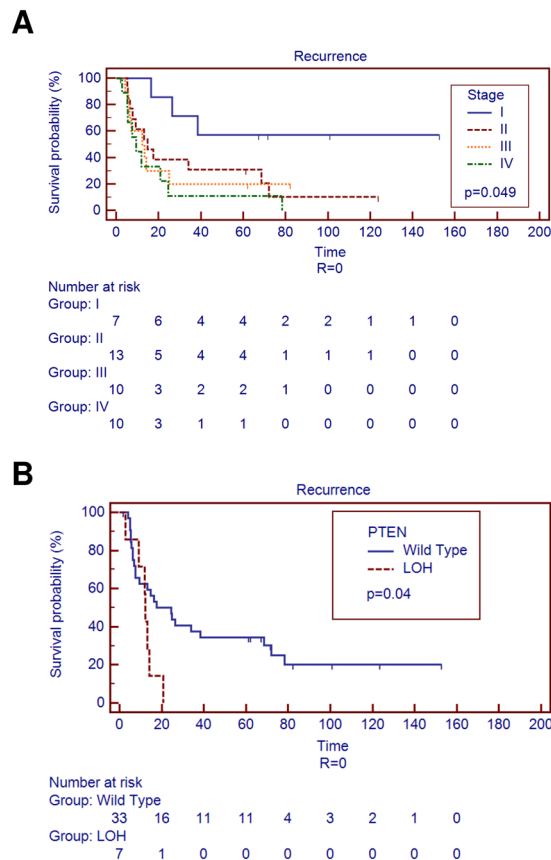 A
Recurrence
Survival probability (%)
100
80
60
40
20
0
Stage
I
II
III
IV
p=0.049
0 20 40 60 80 100 120 140 160 180 200
Time
R=0
Number at risk
Group: I
7 6 4 4 2 2 1 1 0
Group: II
13 5 4 4 1 1 1 0 0
Group: III
10 3 2 2 1 0 0 0 0
Group: IV
10 3 1 1 0 0 0 0 0
B
Recurrence
Survival probability (%)
100
80
60
40
20
0
PTEN
Wild Type
LOH
p=0.04
0 20 40 60 80 100 120 140 160 180 200
Time
R=0
Number at risk
Group: Wild Type
33 16 11 11 4 3 2 1 0
Group: LOH
7 1 0 0 0 0 0 0 0